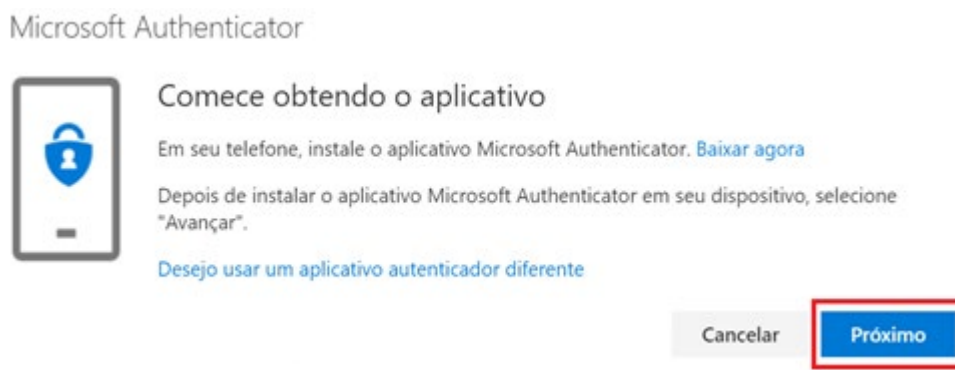 Microsoft Authenticator
Comece obtendo o aplicativo
Em seu telefone, instale o aplicativo Microsoft Authenticator. Baixar agora
Depois de instalar o aplicativo Microsoft Authenticator em seu dispositivo, selecione
"Avançar".
Desejo usar um aplicativo autenticador diferente
Cancelar Próximo